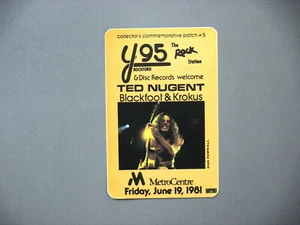 collectors commemorative patch #5
y95
The
Rock
Station
ROCKFORD
& Disc Records welcome
TED NUGENT
Blackfoot & Krokus
MetroCentre
Friday, June 19, 1981